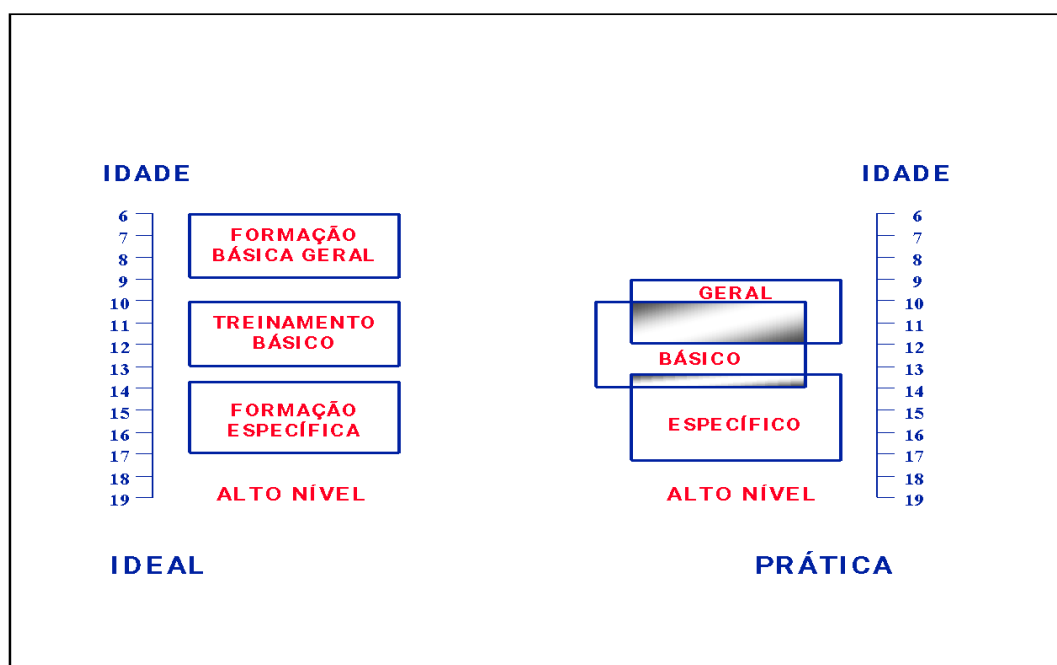 IDADE
6
7
8
9
10
11
12
13
14
15
16
17
18
19
FORMAÇÃO
BÁSICA GERAL
TREINAMENTO
BÁSICO
FORMAÇÃO
ESPECÍFICA
ALTO NÍVEL
IDEAL
IDADE
6
7
8
9
10
11
12
13
14
15
16
17
18
19
GERAL
BÁSICO
ESPECÍFICO
ALTO NÍVEL
PRÁTICA